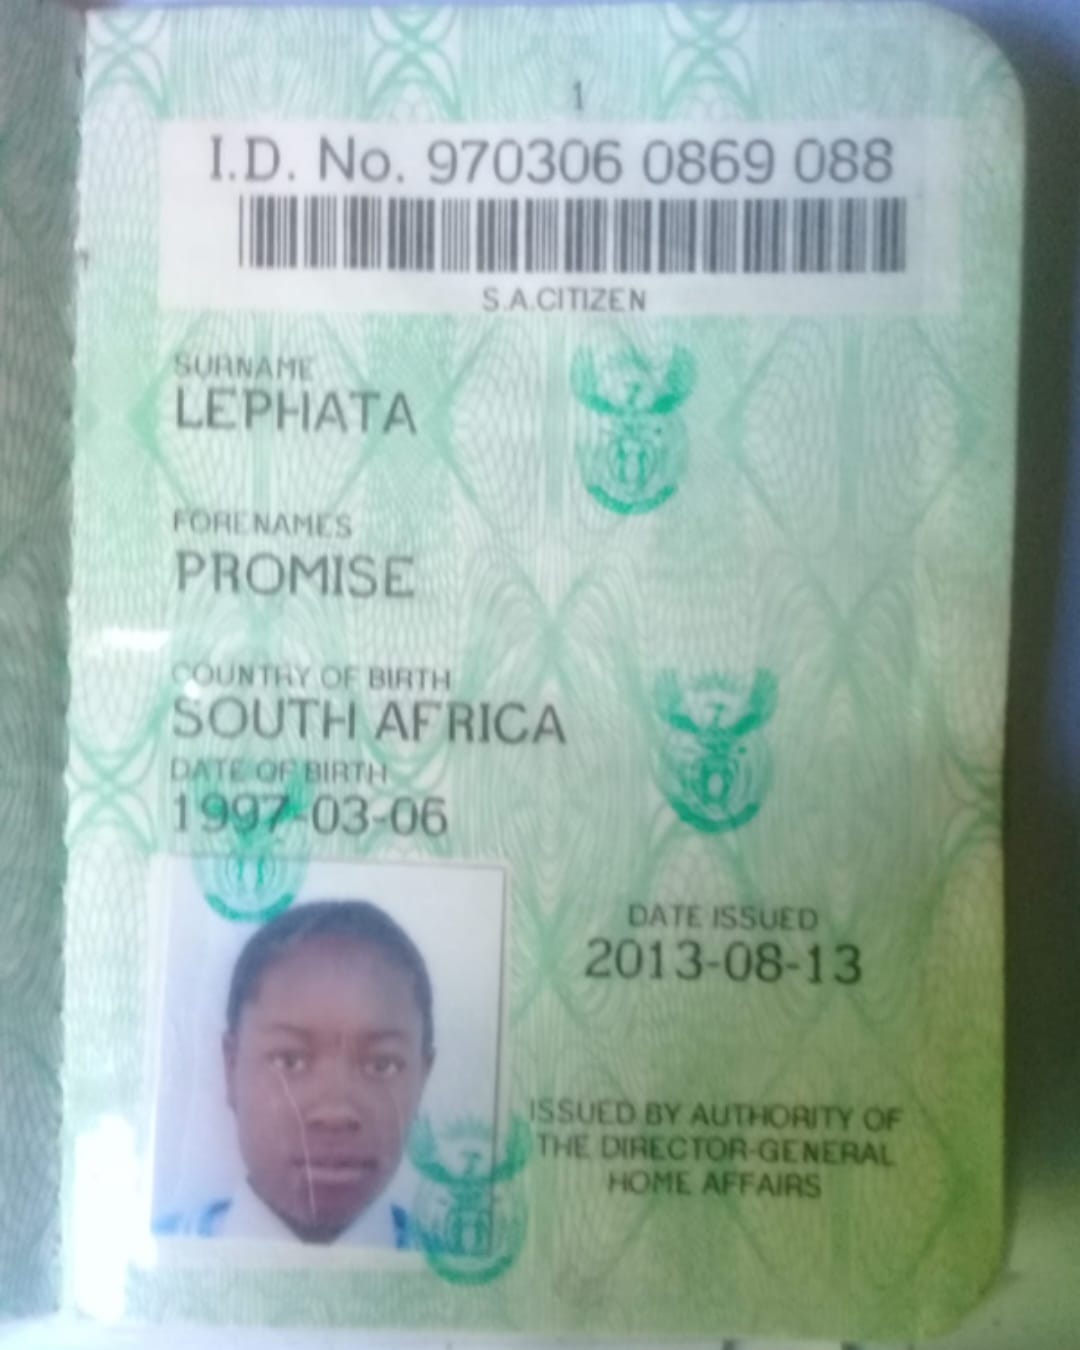 1
I.D. No. 970306 0869 088
S.A.CITIZEN
SURNAME
LEPHATA
FORENAMES
PROMISE
COUNTRY OF BIRTH
SOUTH AFRICA
DATE OF BIRTH
1997-03-06
DATE ISSUED
2013-08-13
ISSUED BY AUTHORITY OF
THE DIRECTOR-GENERAL
HOME AFFAIRS